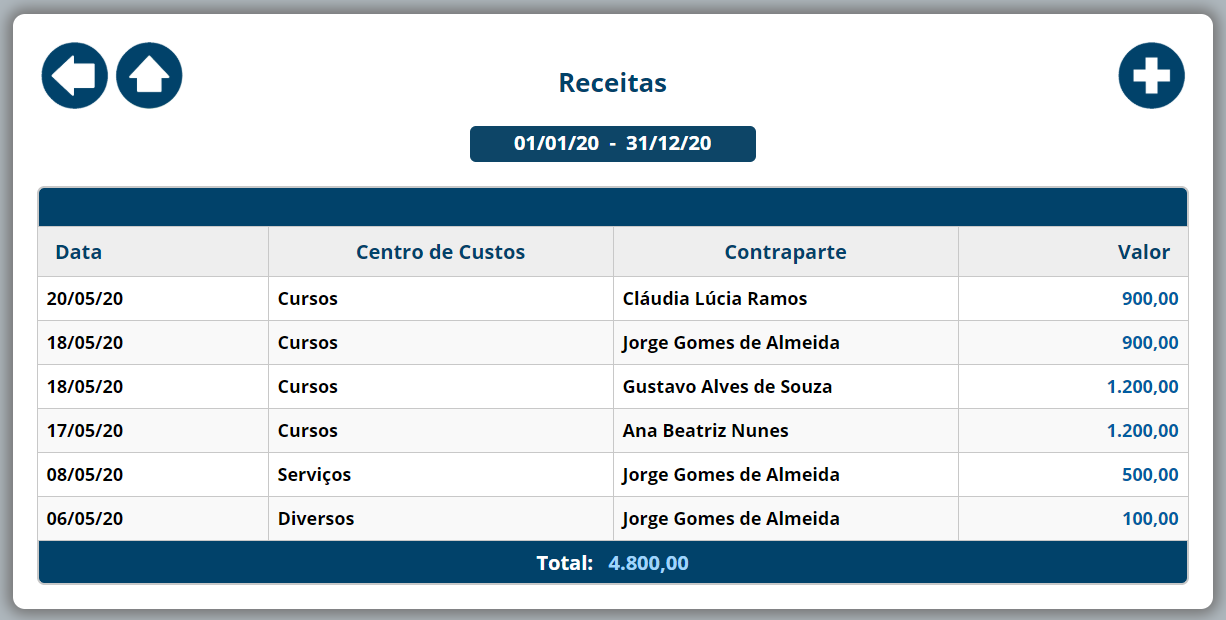 Receitas
01/01/20 - 31/12/20
Data Centro de Custos Contraparte Valor
20/05/20 Cursos Cláudia Lúcia Ramos 900,00
18/05/20 Cursos Jorge Gomes de Almeida 900,00
18/05/20 Cursos Gustavo Alves de Souza 1.200,00
17/05/20 Cursos Ana Beatriz Nunes 1.200,00
08/05/20 Serviços Jorge Gomes de Almeida 500,00
06/05/20 Diversos Jorge Gomes de Almeida 100,00
Total: 4.800,00